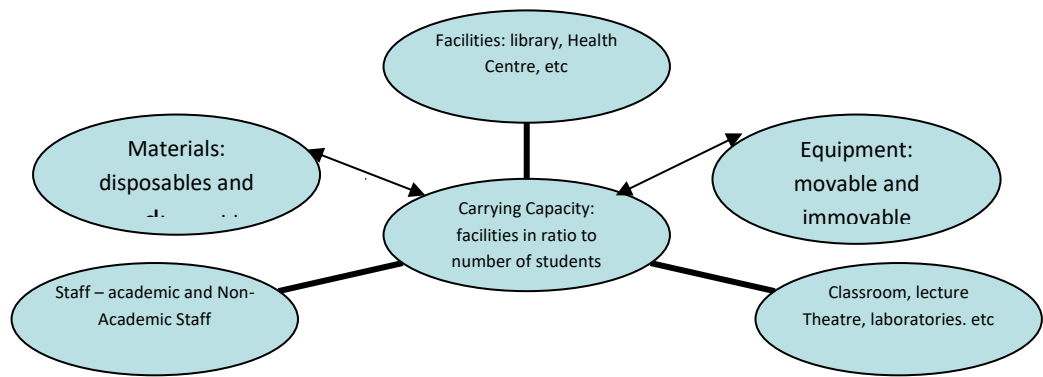 Facilities: library, Health
Centre, etc
Materials:
disposables and
Equipment:
movable and
immovable
Carrying Capacity:
facilities in ratio to
number of students
Staff – academic and Non-
Academic Staff
Classroom, lecture
Theatre, laboratories. etc